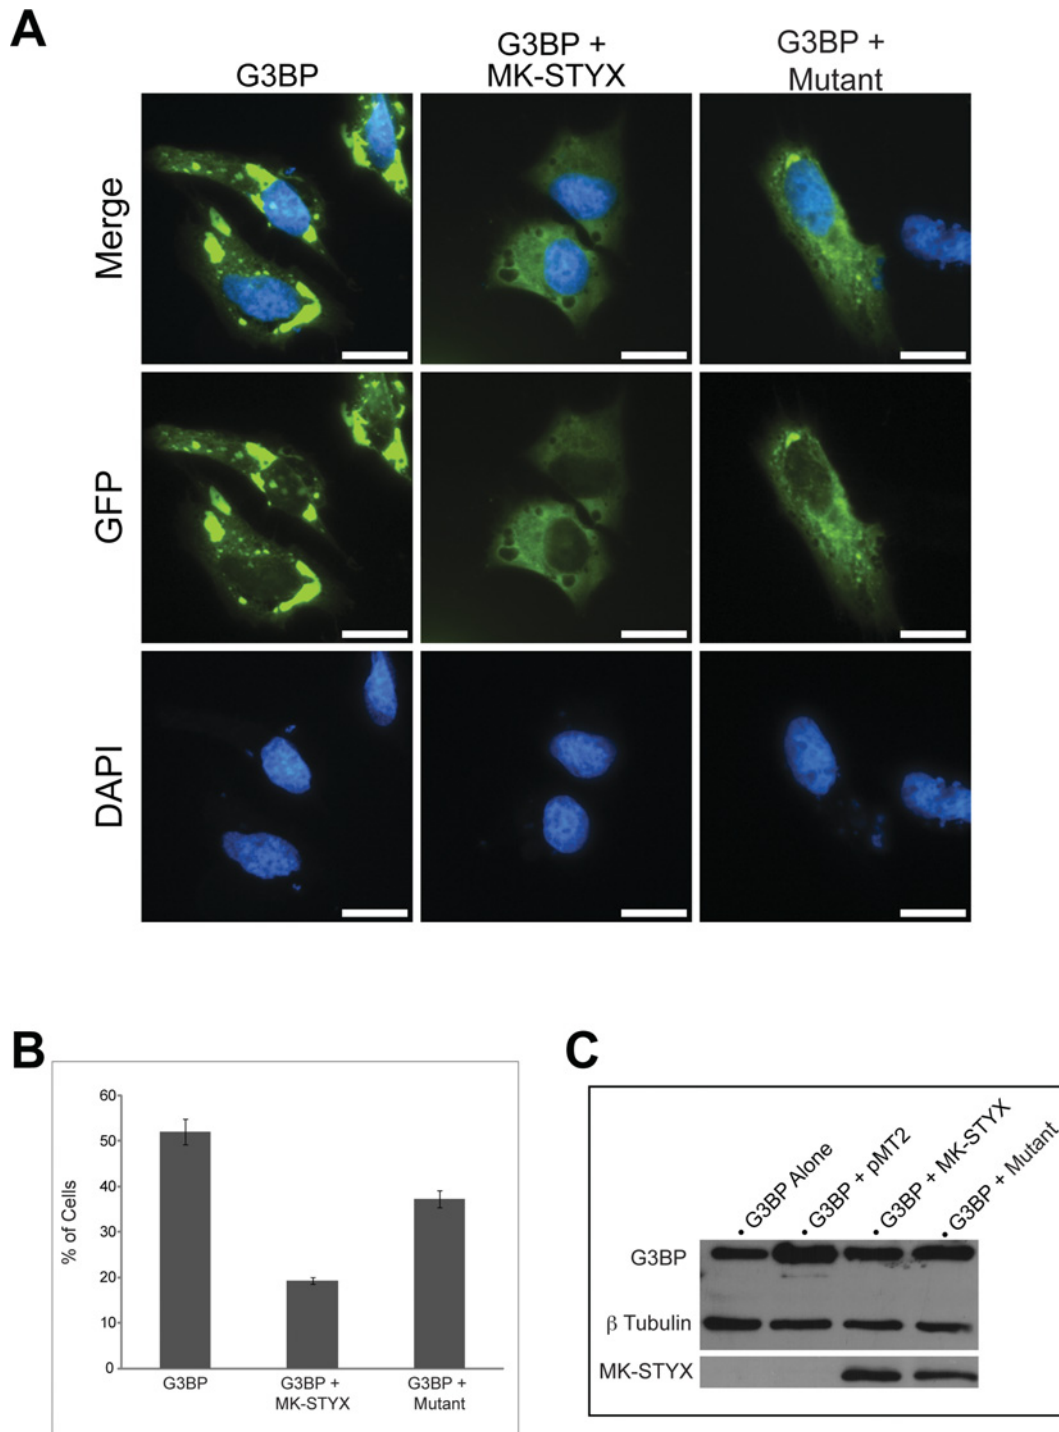 A
G3BP
G3BP +
MK-STYX
G3BP +
Mutant
Merge
GFP
DAPI
B
60
50
40
30
20
10
0
% of Cells
G3BP
G3BP +
MK-STYX
G3BP +
Mutant
C
G3BP Alone
G3BP + pMT2
G3BP + MK-STYX
G3BP + Mutant
G3BP
β Tubulin
MK-STYX